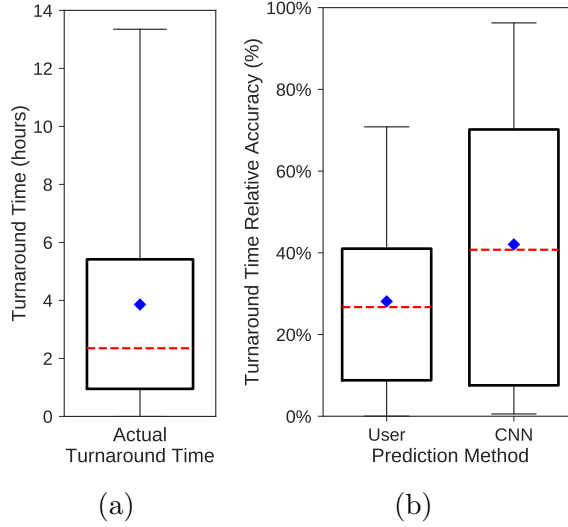 Turnaround Time (hours)
14
12
10
8
6
4
2
0
Actual
Turnaround Time
(a)
Turnaround Time Relative Accuracy (%)
100%
80%
60%
40%
20%
0%
User
CNN
Prediction Method
(b)